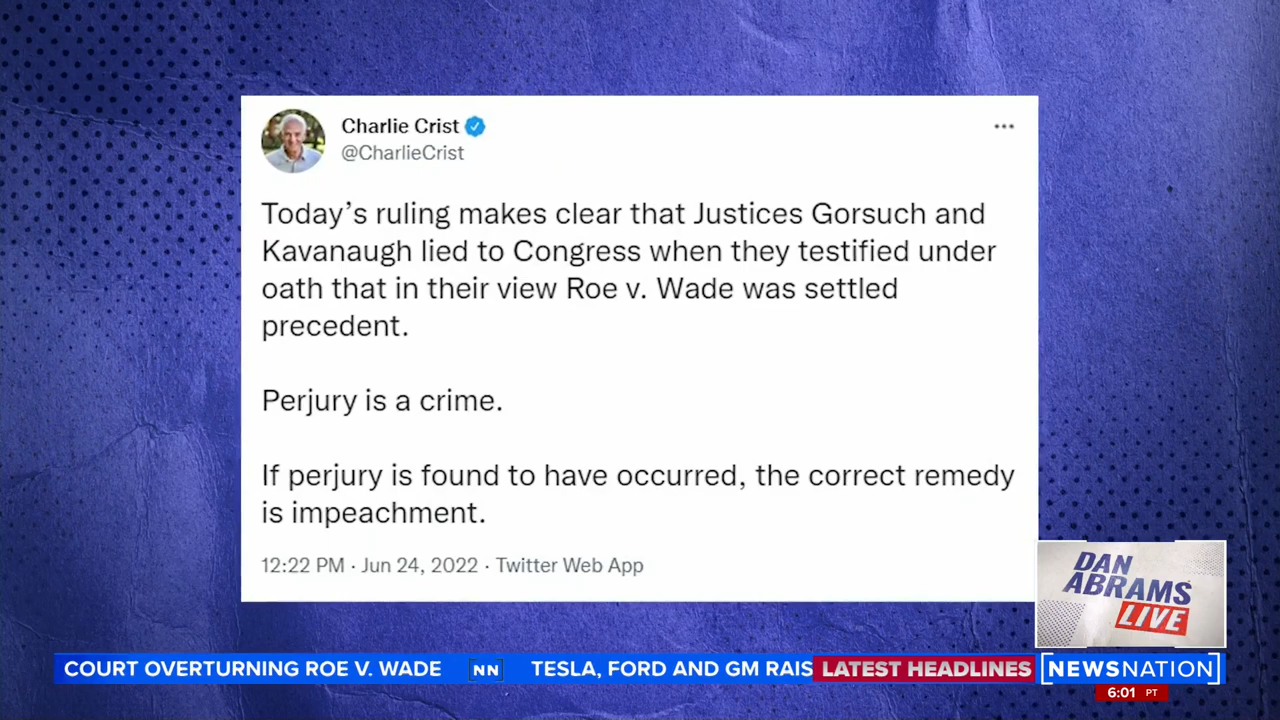 Charlie Crist
@CharlieCrist
Today's ruling makes clear that Justices Gorsuch and
Kavanaugh lied to Congress when they testified under
oath that in their view Roe v. Wade was settled
precedent.
Perjury is a crime.
If perjury is found to have occurred, the correct remedy
is impeachment.
12:22 PM · Jun 24, 2022 · Twitter Web App
DAN
ABRAMS
LIVE
COURT OVERTURNING ROE V. WADE NN TESLA, FORD AND GM RAIS LATEST HEADLINES NEWSNATION
6:01 PT